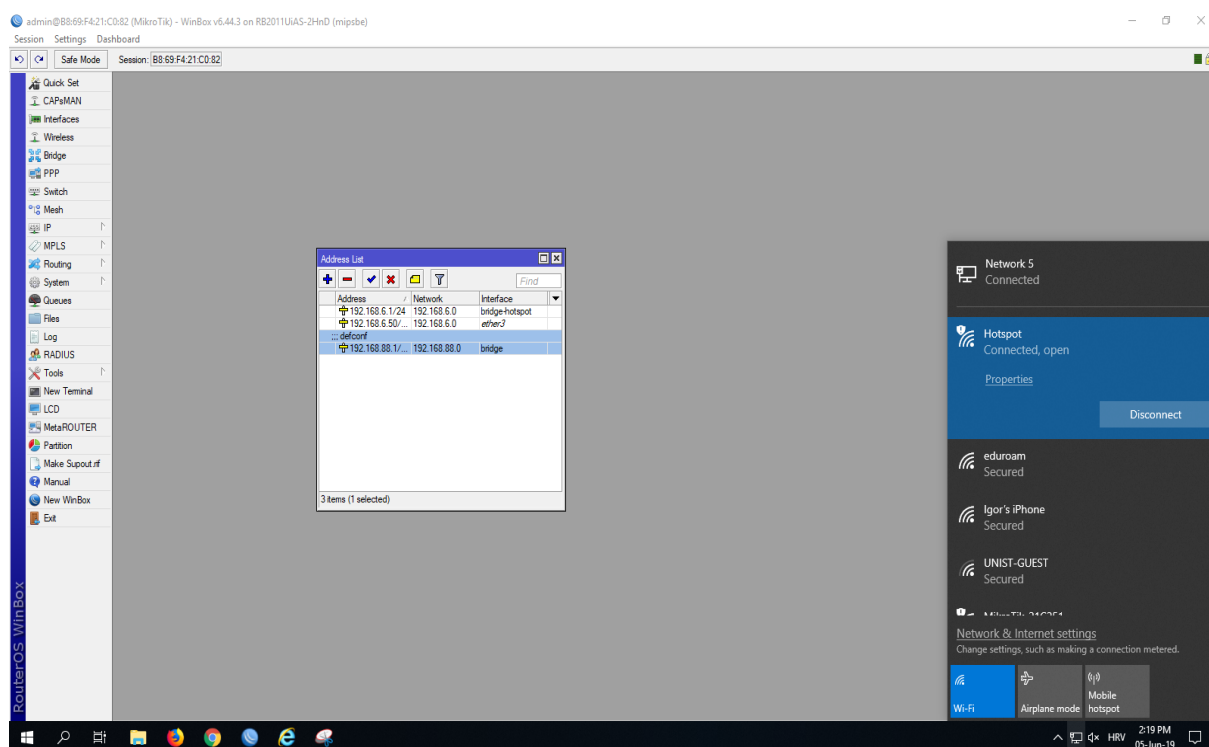 admin@B8:69:F4:21:C0:82 (MikroTik) - WinBox v6.44.3 on RB2011UiAS-2HnD (mipsbe)
Session Settings Dashboard
Safe Mode Session: B8:69:F4:21:C0:82
Quick Set
CAPsMAN
Interfaces
Wireless
Bridge
PPP
Switch
Mesh
IP
MPLS
Routing
System
Queues
Files
Log
RADIUS
Tools
New Terminal
LCD
MetaROUTER
Partition
Make Supout.rif
Manual
New WinBox
Exit
RouterOS WinBox
Address List
Find
Address Network Interface
192.168.6.1/24 192.168.6.0 bridge-hotspot
192.168.6.50/... 192.168.6.0 ether3
;;; defconf
192.168.88.1/... 192.168.88.0 bridge
3 items (1 selected)
Network 5
Connected
Hotspot
Connected, open
Properties
Disconnect
eduroam
Secured
Igor's iPhone
Secured
UNIST-GUEST
Secured
Network & Internet settings
Change settings, such as making a connection metered.
Wi-Fi
Airplane mode
Mobile
hotspot
HRV
2:19 PM
05-Jun-19